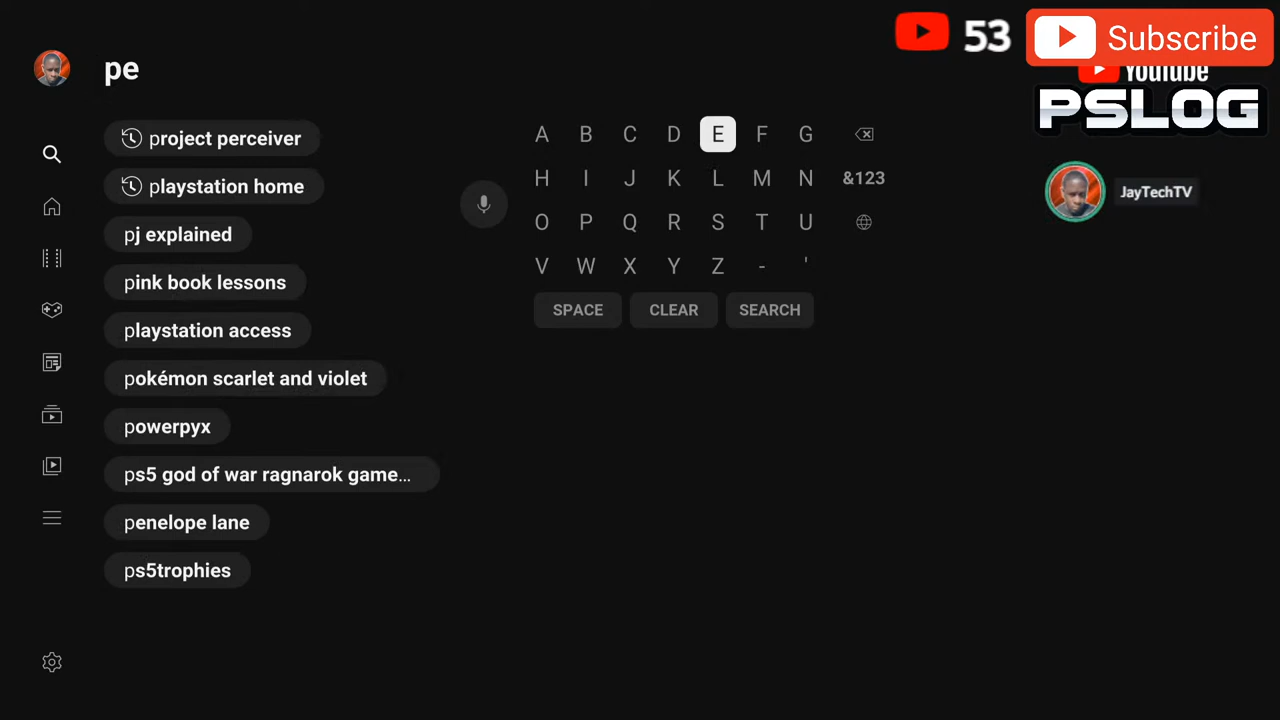 53
Subscribe
YouTube
PSLOG
JayTechTV
pe
project perceiver
playstation home
pj explained
pink book lessons
playstation access
pokémon scarlet and violet
powerpyx
ps5 god of war ragnarok game...
penelope lane
ps5trophies
A B C D E F G
H I J K L M N &123
O P Q R S T U
V W X Y Z - '
SPACE CLEAR SEARCH